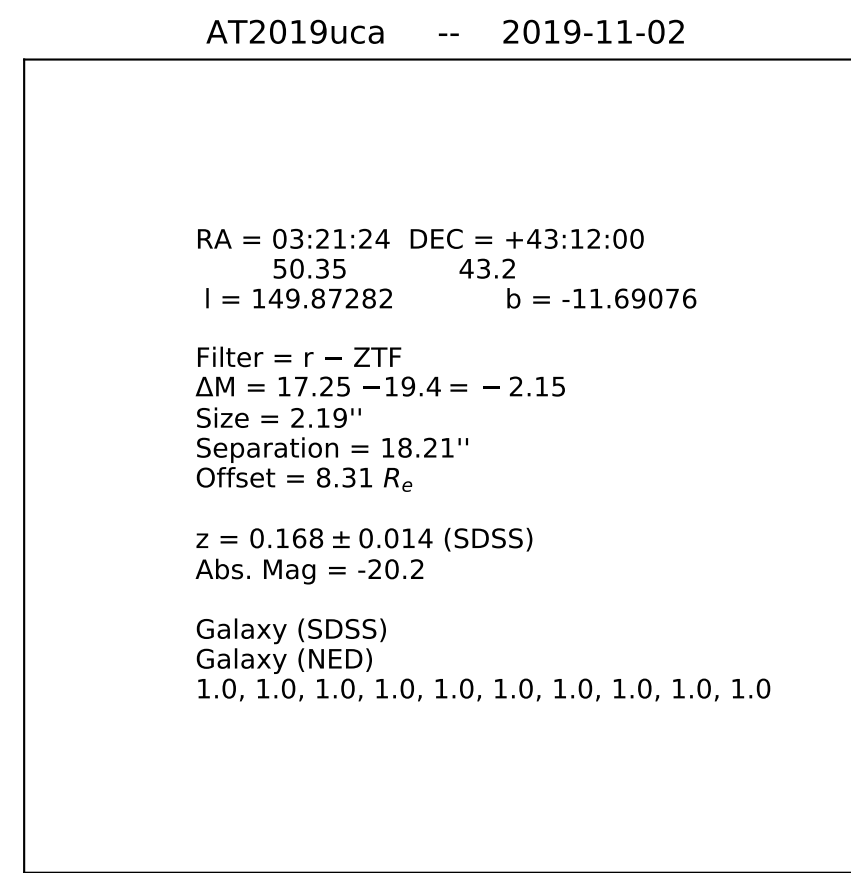 AT2019uca -- 2019-11-02
RA = 03:21:24 DEC = +43:12:00
50.35 43.2
l = 149.87282 b = -11.69076
Filter = r − ZTF
ΔM = 17.25 −19.4 = − 2.15
Size = 2.19''
Separation = 18.21''
Offset = 8.31 Re
z = 0.168 ± 0.014 (SDSS)
Abs. Mag = -20.2
Galaxy (SDSS)
Galaxy (NED)
1.0, 1.0, 1.0, 1.0, 1.0, 1.0, 1.0, 1.0, 1.0, 1.0